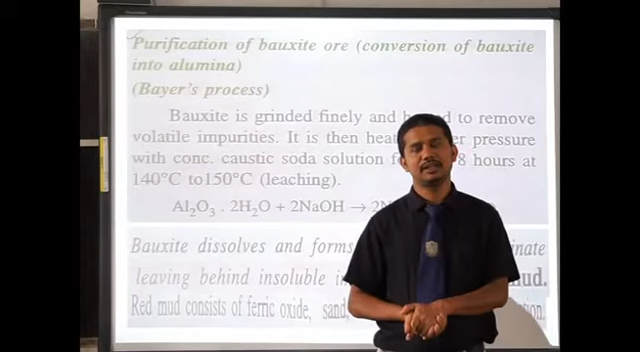 Purification of bauxite ore (conversion of bauxite
into alumina)
(Bayer's process)
Bauxite is grinded finely and to remove
volatile impurities. It is then pressure
with conc. caustic soda solution 8 hours at
140°C to150°C (leaching).
Al₂O₃ . 2H₂O + 2NaOH →
Bauxite dissolves and forms
leaving behind insoluble mud.
Red mud consists of ferric oxide, sand,